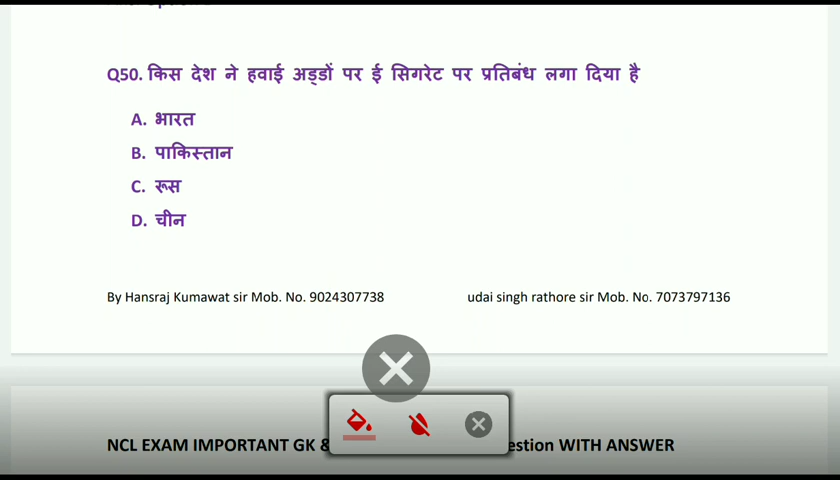 Q50. किस देश ने हवाई अड्डों पर ई सिगरेट पर प्रतिबंध लगा दिया है
A. भारत
B. पाकिस्तान
C. रूस
D. चीन
By Hansraj Kumawat sir Mob. No. 9024307738 udai singh rathore sir Mob. No. 7073797136
NCL EXAM IMPORTANT GK & estion WITH ANSWER